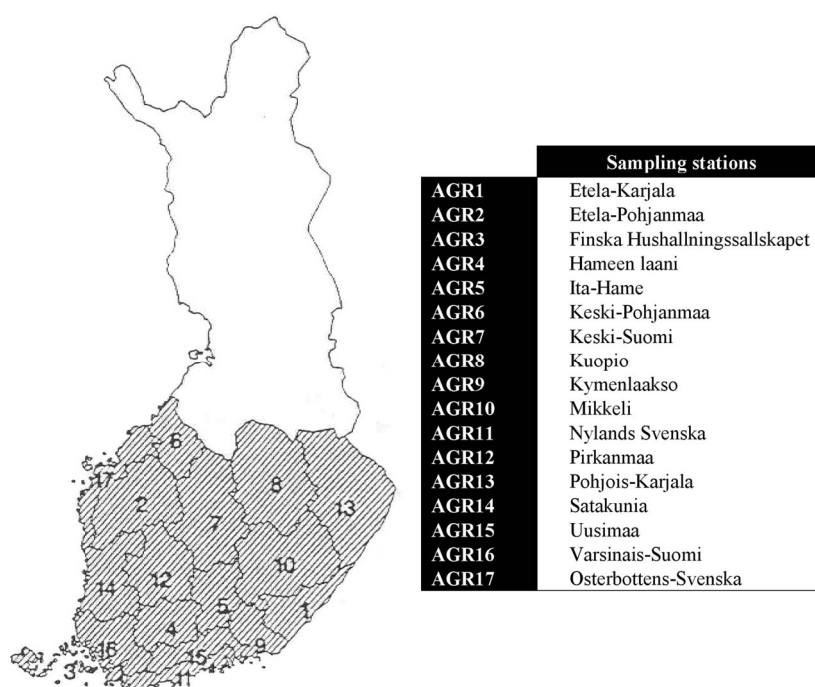 6
17
2
8
7
13
12
10
14
5
1
4
16
15
9
3
11
Sampling stations
AGR1 Etela-Karjala
AGR2 Etela-Pohjanmaa
AGR3 Finska Hushallningssallskapet
AGR4 Hameen laani
AGR5 Ita-Hame
AGR6 Keski-Pohjanmaa
AGR7 Keski-Suomi
AGR8 Kuopio
AGR9 Kymenlaakso
AGR10 Mikkeli
AGR11 Nylands Svenska
AGR12 Pirkanmaa
AGR13 Pohjois-Karjala
AGR14 Satakunia
AGR15 Uusimaa
AGR16 Varsinais-Suomi
AGR17 Osterbottens-Svenska